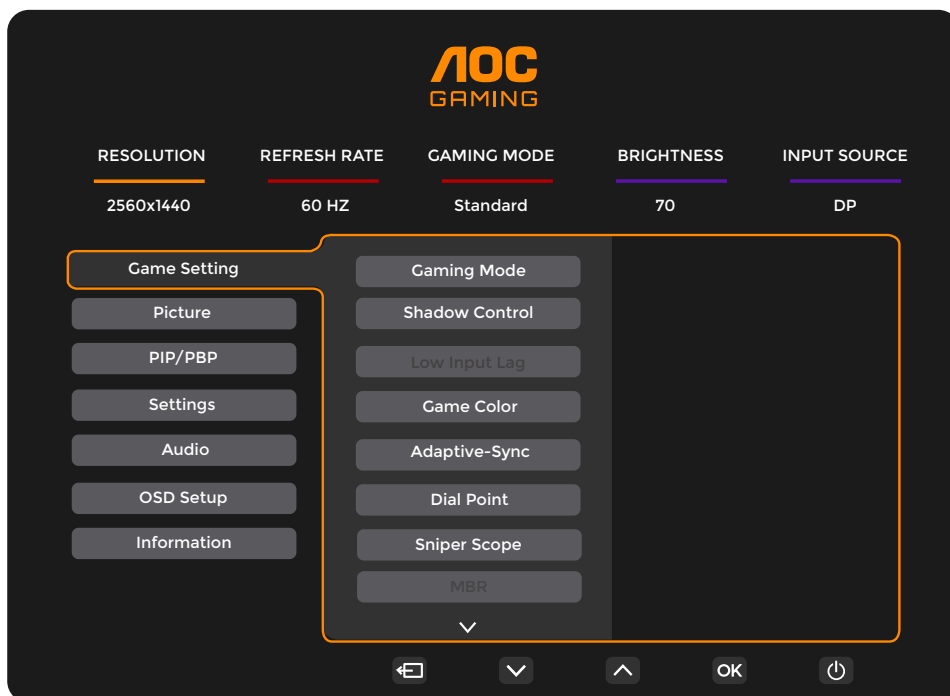 AOC
GAMING
RESOLUTION REFRESH RATE GAMING MODE BRIGHTNESS INPUT SOURCE
2560x1440 60 HZ Standard 70 DP
Game Setting
Picture
PIP/PBP
Settings
Audio
OSD Setup
Information
Gaming Mode
Shadow Control
Low Input Lag
Game Color
Adaptive-Sync
Dial Point
Sniper Scope
MBR
OK